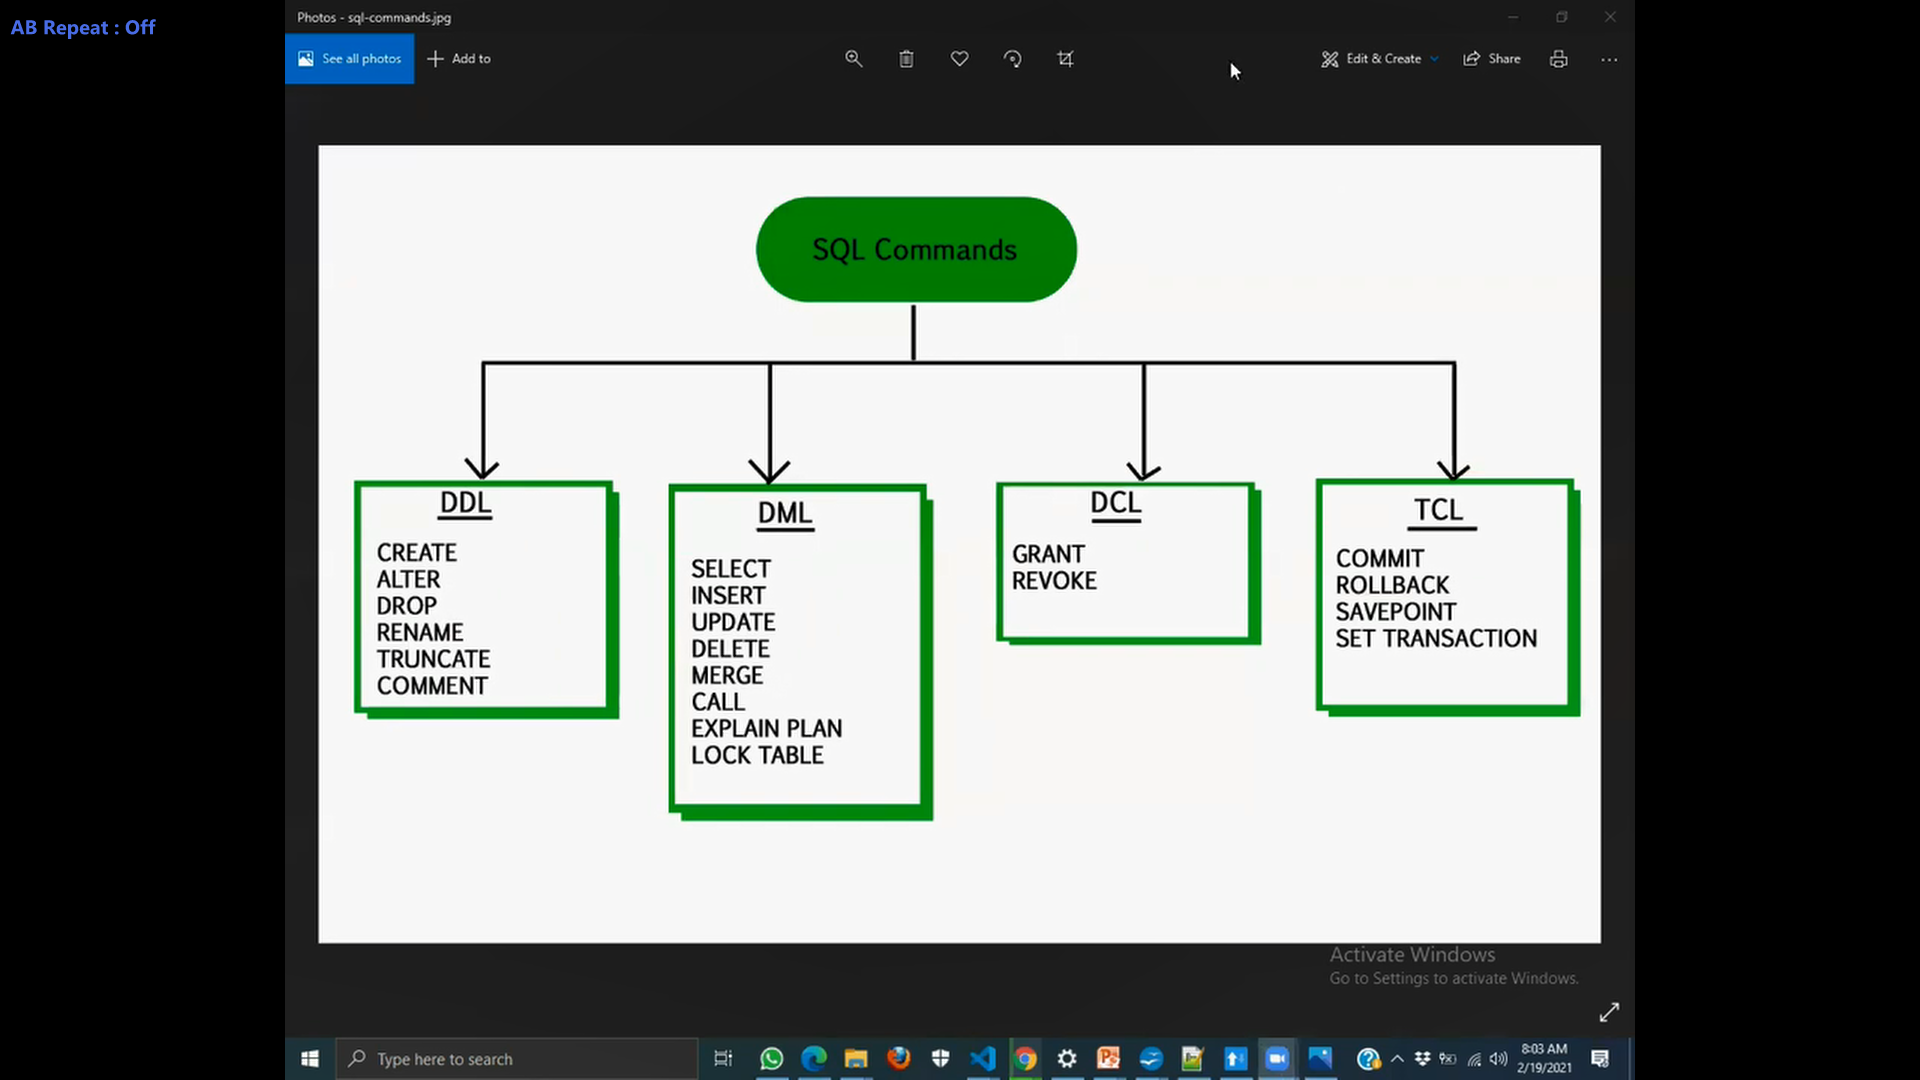 AB Repeat : Off
Photos - sql-commands.jpg
See all photos
Add to
Edit & Create
Share
SQL Commands
DDL
CREATE
ALTER
DROP
RENAME
TRUNCATE
COMMENT
DML
SELECT
INSERT
UPDATE
DELETE
MERGE
CALL
EXPLAIN PLAN
LOCK TABLE
DCL
GRANT
REVOKE
TCL
COMMIT
ROLLBACK
SAVEPOINT
SET TRANSACTION
Activate Windows
Go to Settings to activate Windows.
Type here to search
8:03 AM
2/19/2021